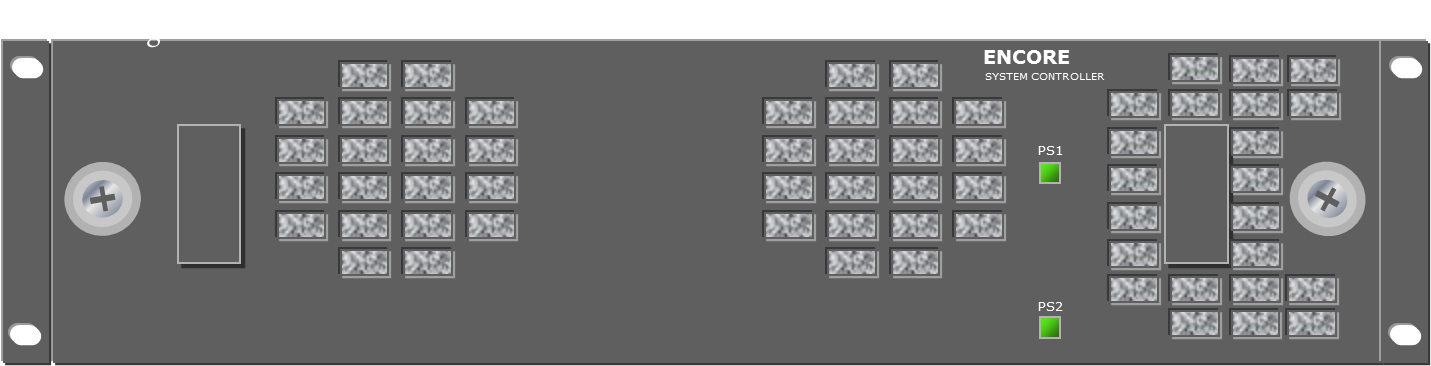 ENCORE
SYSTEM CONTROLLER
PS1
PS2